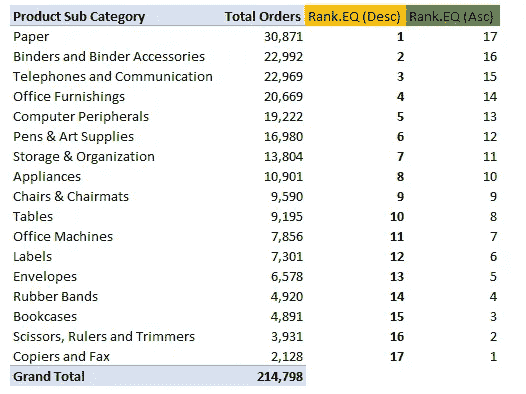 Product Sub Category Total Orders Rank.EQ (Desc) Rank.EQ (Asc)
Paper 30,871 1 17
Binders and Binder Accessories 22,992 2 16
Telephones and Communication 22,969 3 15
Office Furnishings 20,669 4 14
Computer Peripherals 19,222 5 13
Pens & Art Supplies 16,980 6 12
Storage & Organization 13,804 7 11
Appliances 10,901 8 10
Chairs & Chairmats 9,590 9 9
Tables 9,195 10 8
Office Machines 7,856 11 7
Labels 7,301 12 6
Envelopes 6,578 13 5
Rubber Bands 4,920 14 4
Bookcases 4,891 15 3
Scissors, Rulers and Trimmers 3,931 16 2
Copiers and Fax 2,128 17 1
Grand Total 214,798